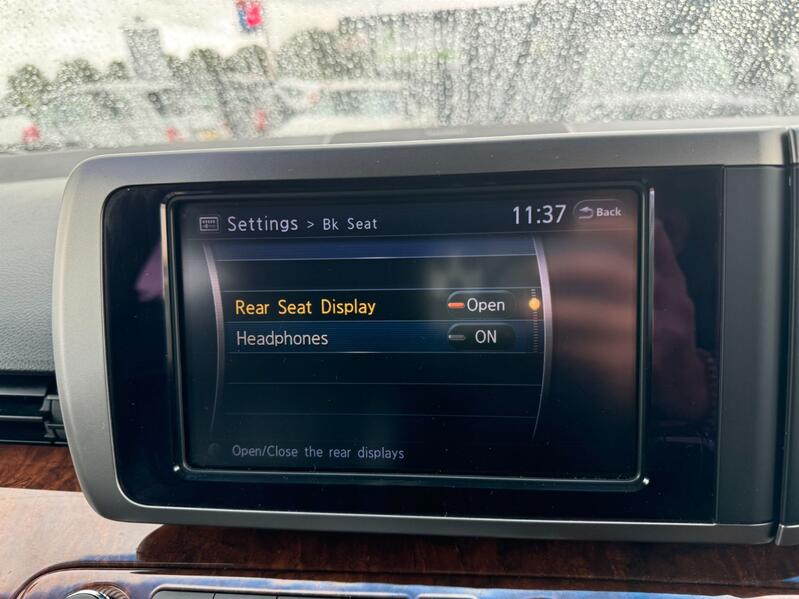 Settings > Bk Seat 11:37 Back
Rear Seat Display Open
Headphones ON
Open/Close the rear displays